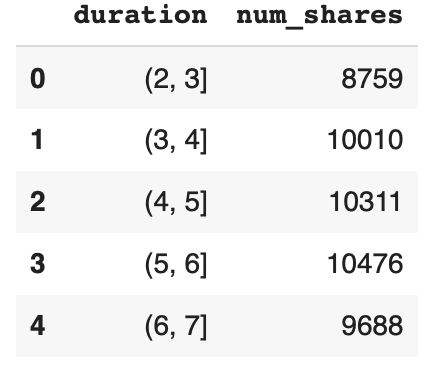 duration num_shares
0 (2, 3] 8759
1 (3, 4] 10010
2 (4, 5] 10311
3 (5, 6] 10476
4 (6, 7] 9688